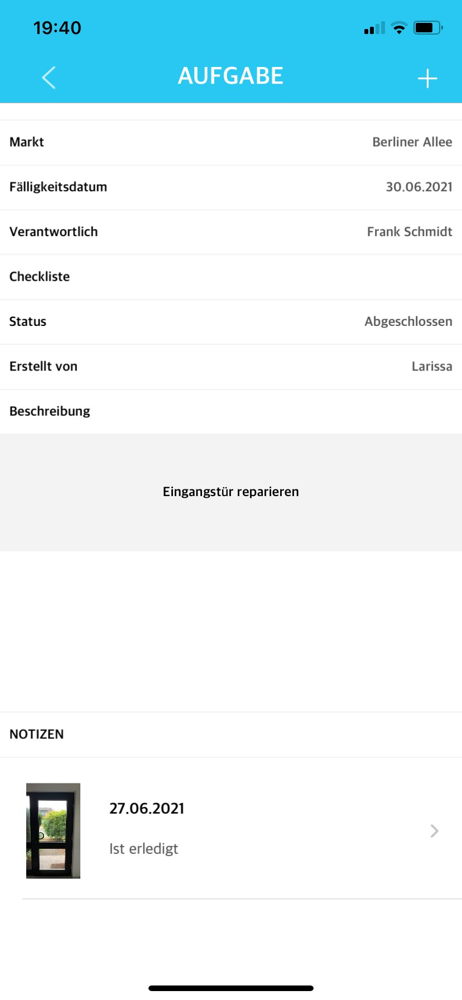 19:40
AUFGABE
Markt Berliner Allee
Fälligkeitsdatum 30.06.2021
Verantwortlich Frank Schmidt
Checkliste
Status Abgeschlossen
Erstellt von Larissa
Beschreibung
Eingangstür reparieren
NOTIZEN
27.06.2021
Ist erledigt